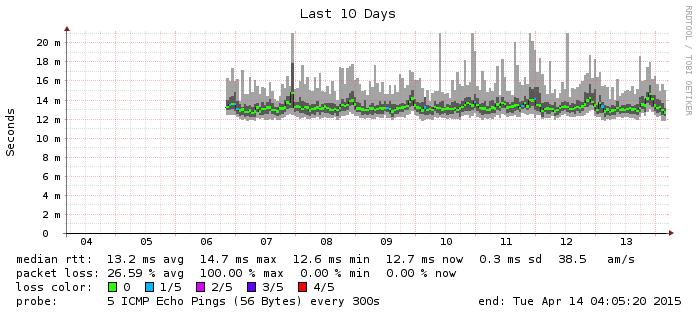 Last 10 Days
RRDTOOL / TOBI OETIKER
Seconds
20 m
18 m
16 m
14 m
12 m
10 m
8 m
6 m
4 m
2 m
0
04 05 06 07 08 09 10 11 12 13
median rtt: 13.2 ms avg 14.7 ms max 12.6 ms min 12.7 ms now 0.3 ms sd 38.5 am/s
packet loss: 26.59 % avg 100.00 % max 0.00 % min 0.00 % now
loss color: 0 1/5 2/5 3/5 4/5
probe: 5 ICMP Echo Pings (56 Bytes) every 300s end: Tue Apr 14 04:05:20 2015